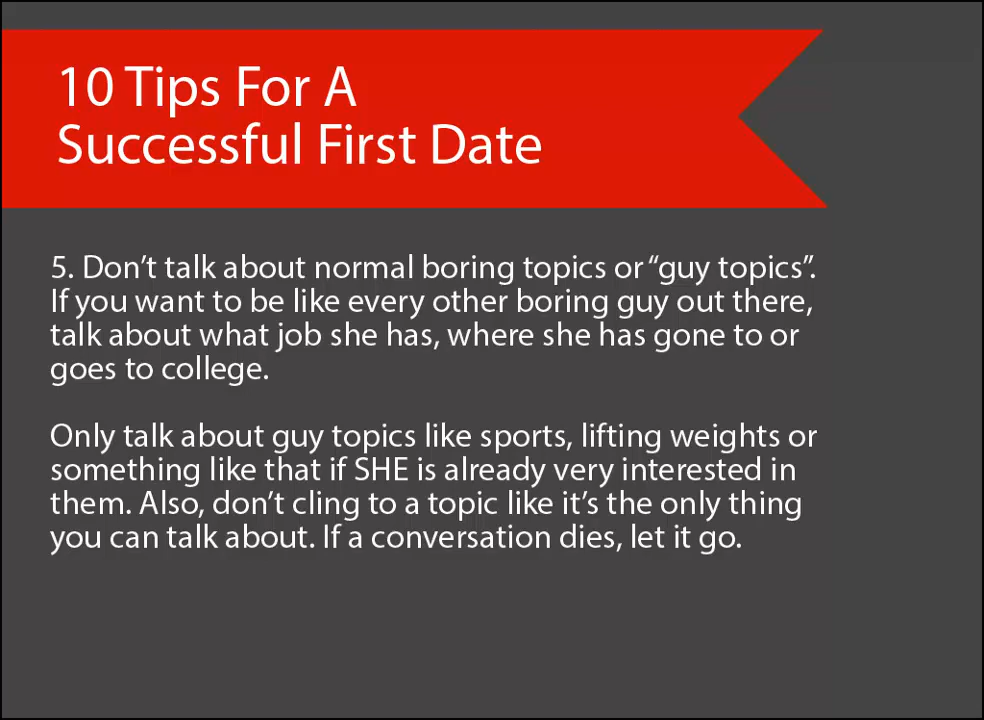 10 Tips For A
Successful First Date
5. Don’t talk about normal boring topics or “guy topics”.
If you want to be like every other boring guy out there,
talk about what job she has, where she has gone to or
goes to college.
Only talk about guy topics like sports, lifting weights or
something like that if SHE is already very interested in
them. Also, don’t cling to a topic like it’s the only thing
you can talk about. If a conversation dies, let it go.